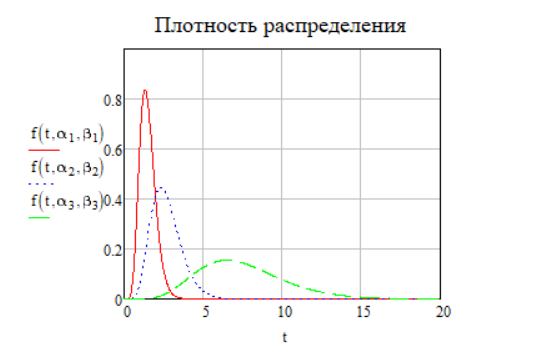 Плотность распределения
f(t,α₁,β₁)
f(t,α₂,β₂)
f(t,α₃,β₃)
0.8
0.6
0.4
0.2
0
0 5 10 15 20
t